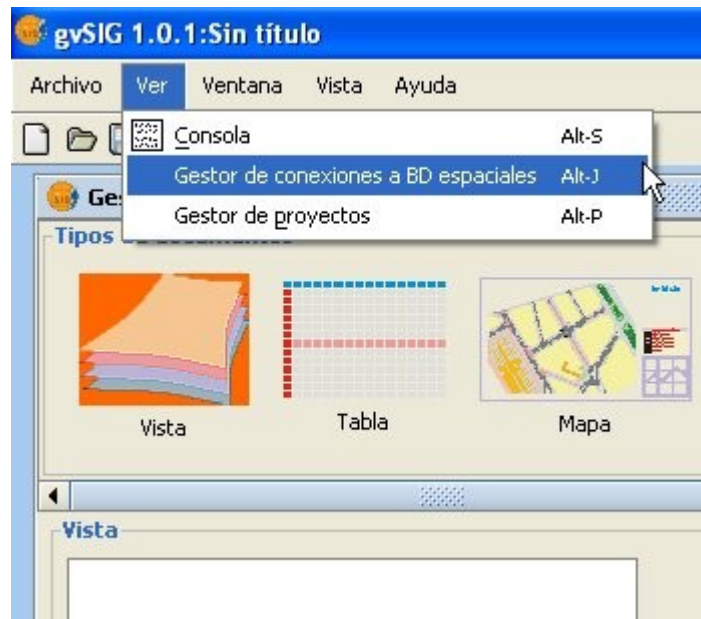 gvSIG 1.0.1:Sin título
Archivo Ver Ventana Vista Ayuda
Consola Alt-S
Gestor de conexiones a BD espaciales Alt-J
Gestor de proyectos Alt-P
Tipos
Vista Tabla Mapa
Vista